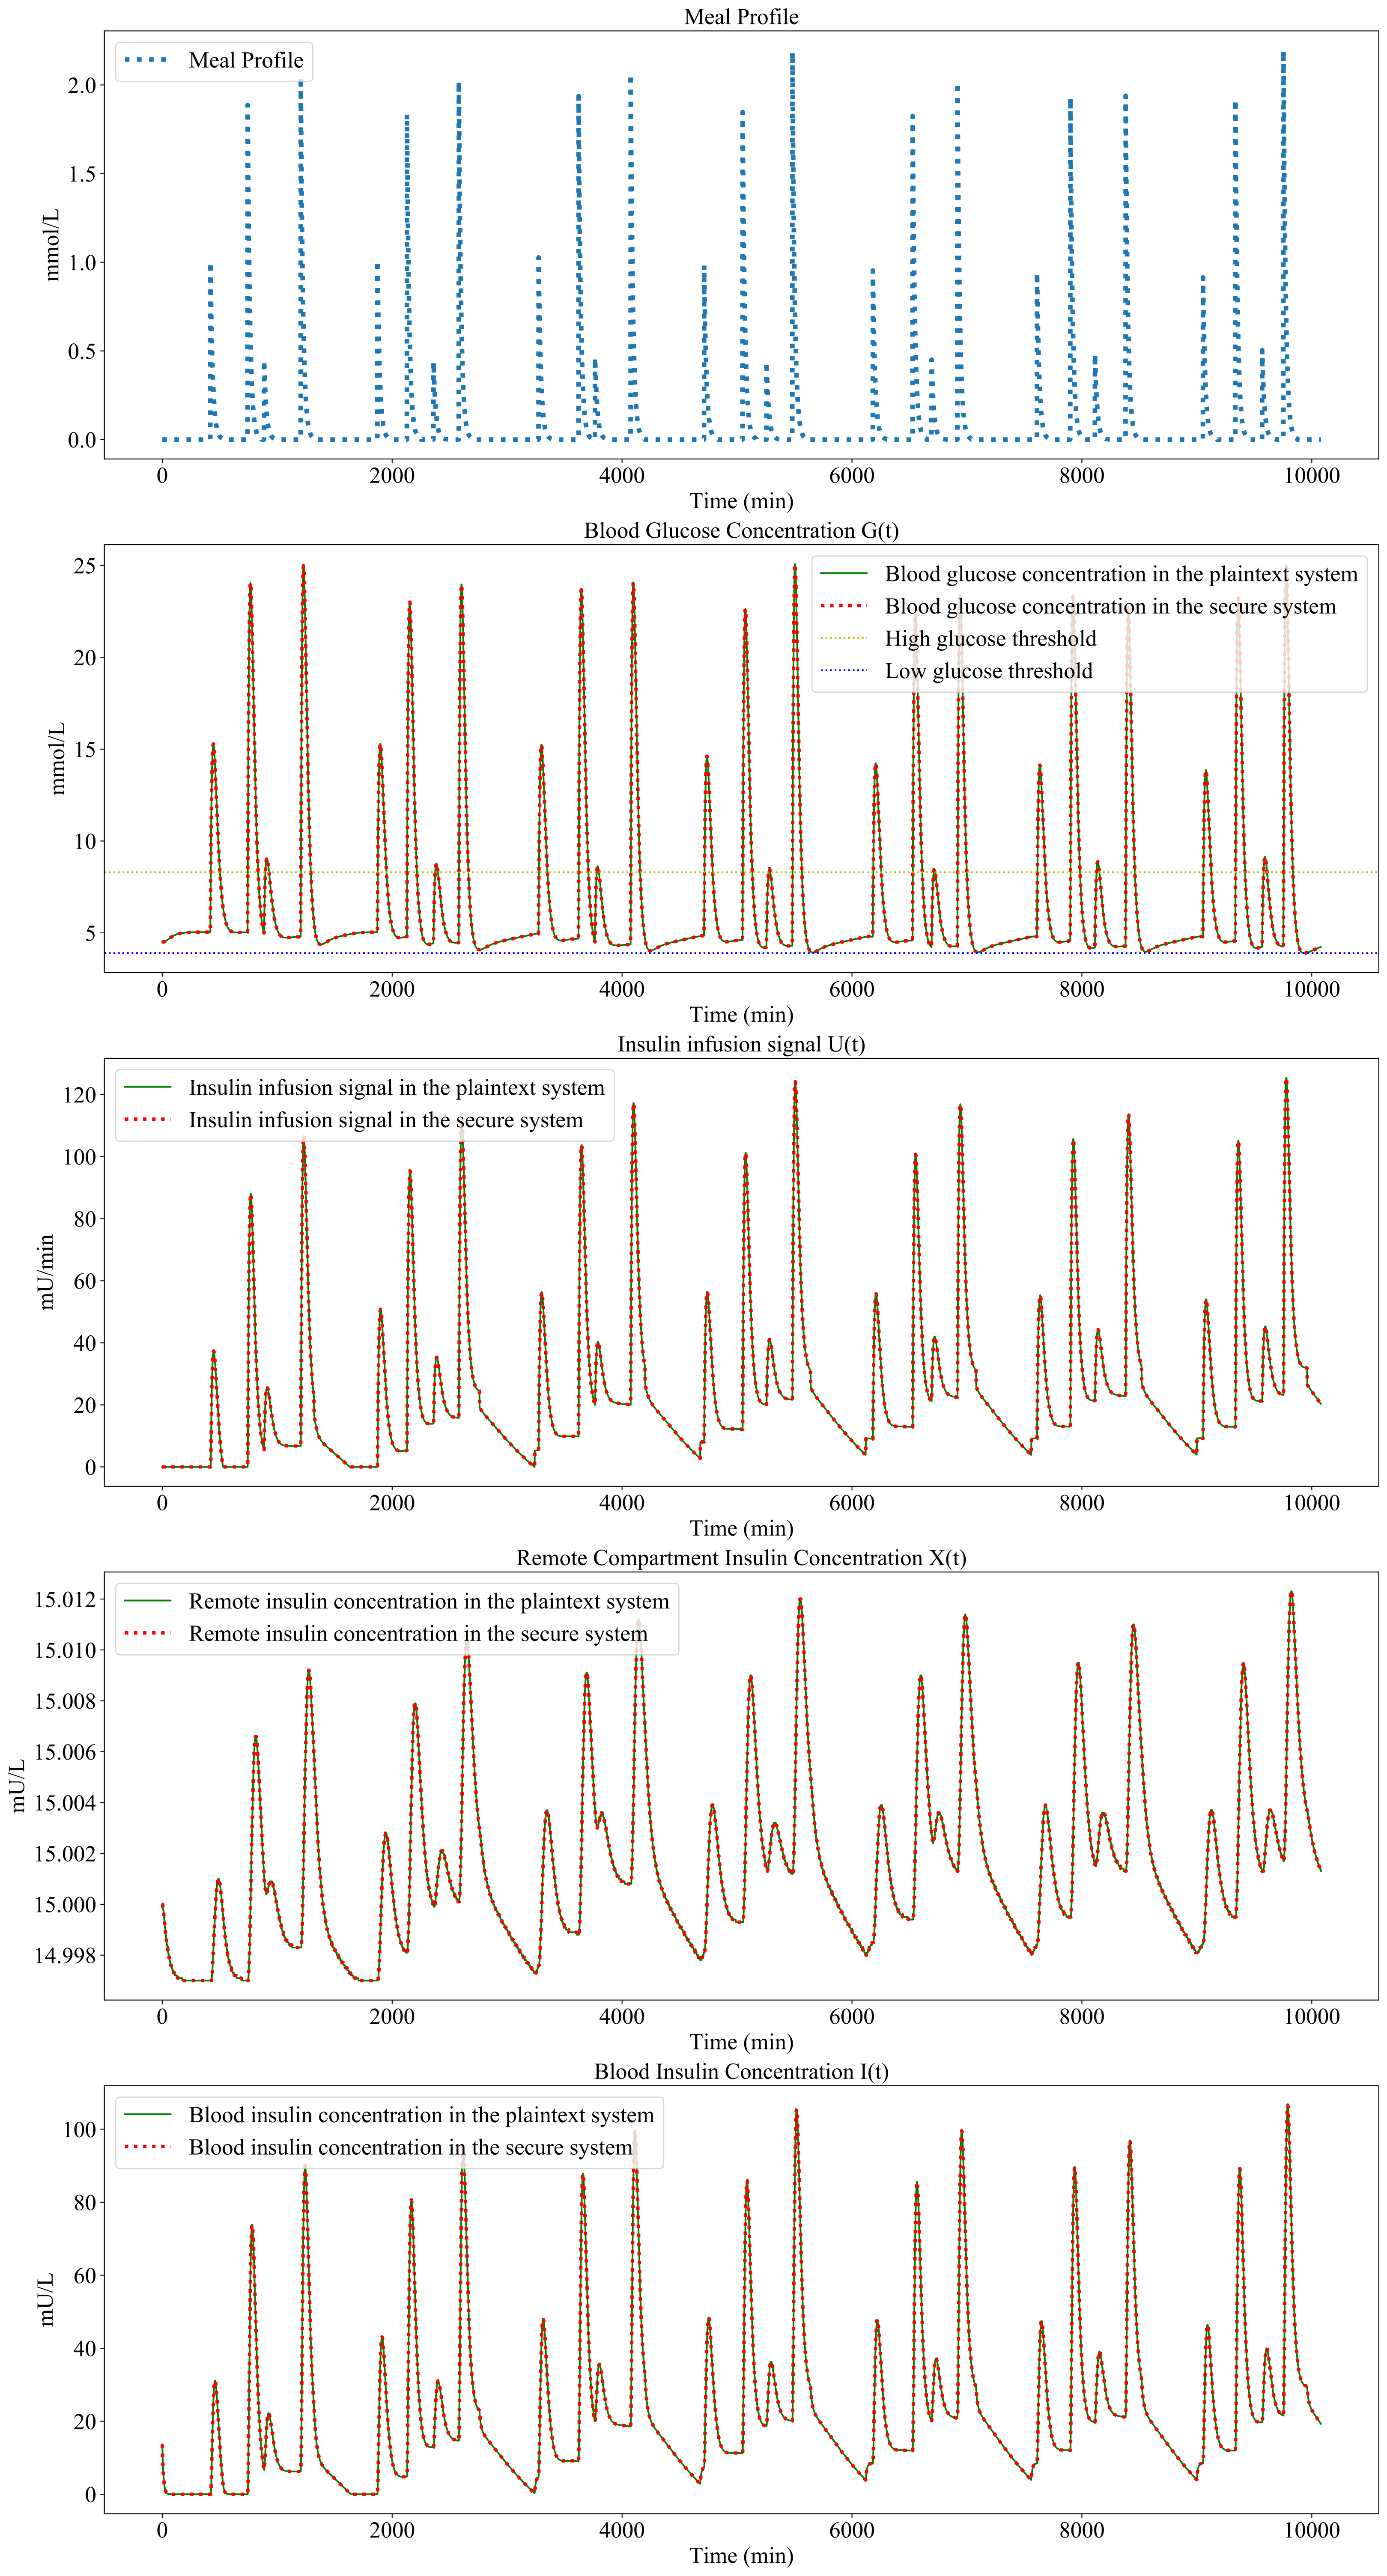 Meal Profile
Meal Profile
mmol/L
2.0
1.5
1.0
0.5
0.0
0 2000 4000 6000 8000 10000
Time (min)
Blood Glucose Concentration G(t)
Blood glucose concentration in the plaintext system
Blood glucose concentration in the secure system
High glucose threshold
Low glucose threshold
mmol/L
25
20
15
10
5
0 2000 4000 6000 8000 10000
Time (min)
Insulin infusion signal U(t)
Insulin infusion signal in the plaintext system
Insulin infusion signal in the secure system
mU/min
120
100
80
60
40
20
0
0 2000 4000 6000 8000 10000
Time (min)
Remote Compartment Insulin Concentration X(t)
Remote insulin concentration in the plaintext system
Remote insulin concentration in the secure system
mU/L
15.012
15.010
15.008
15.006
15.004
15.002
15.000
14.998
0 2000 4000 6000 8000 10000
Time (min)
Blood Insulin Concentration I(t)
Blood insulin concentration in the plaintext system
Blood insulin concentration in the secure system
mU/L
100
80
60
40
20
0
0 2000 4000 6000 8000 10000
Time (min)